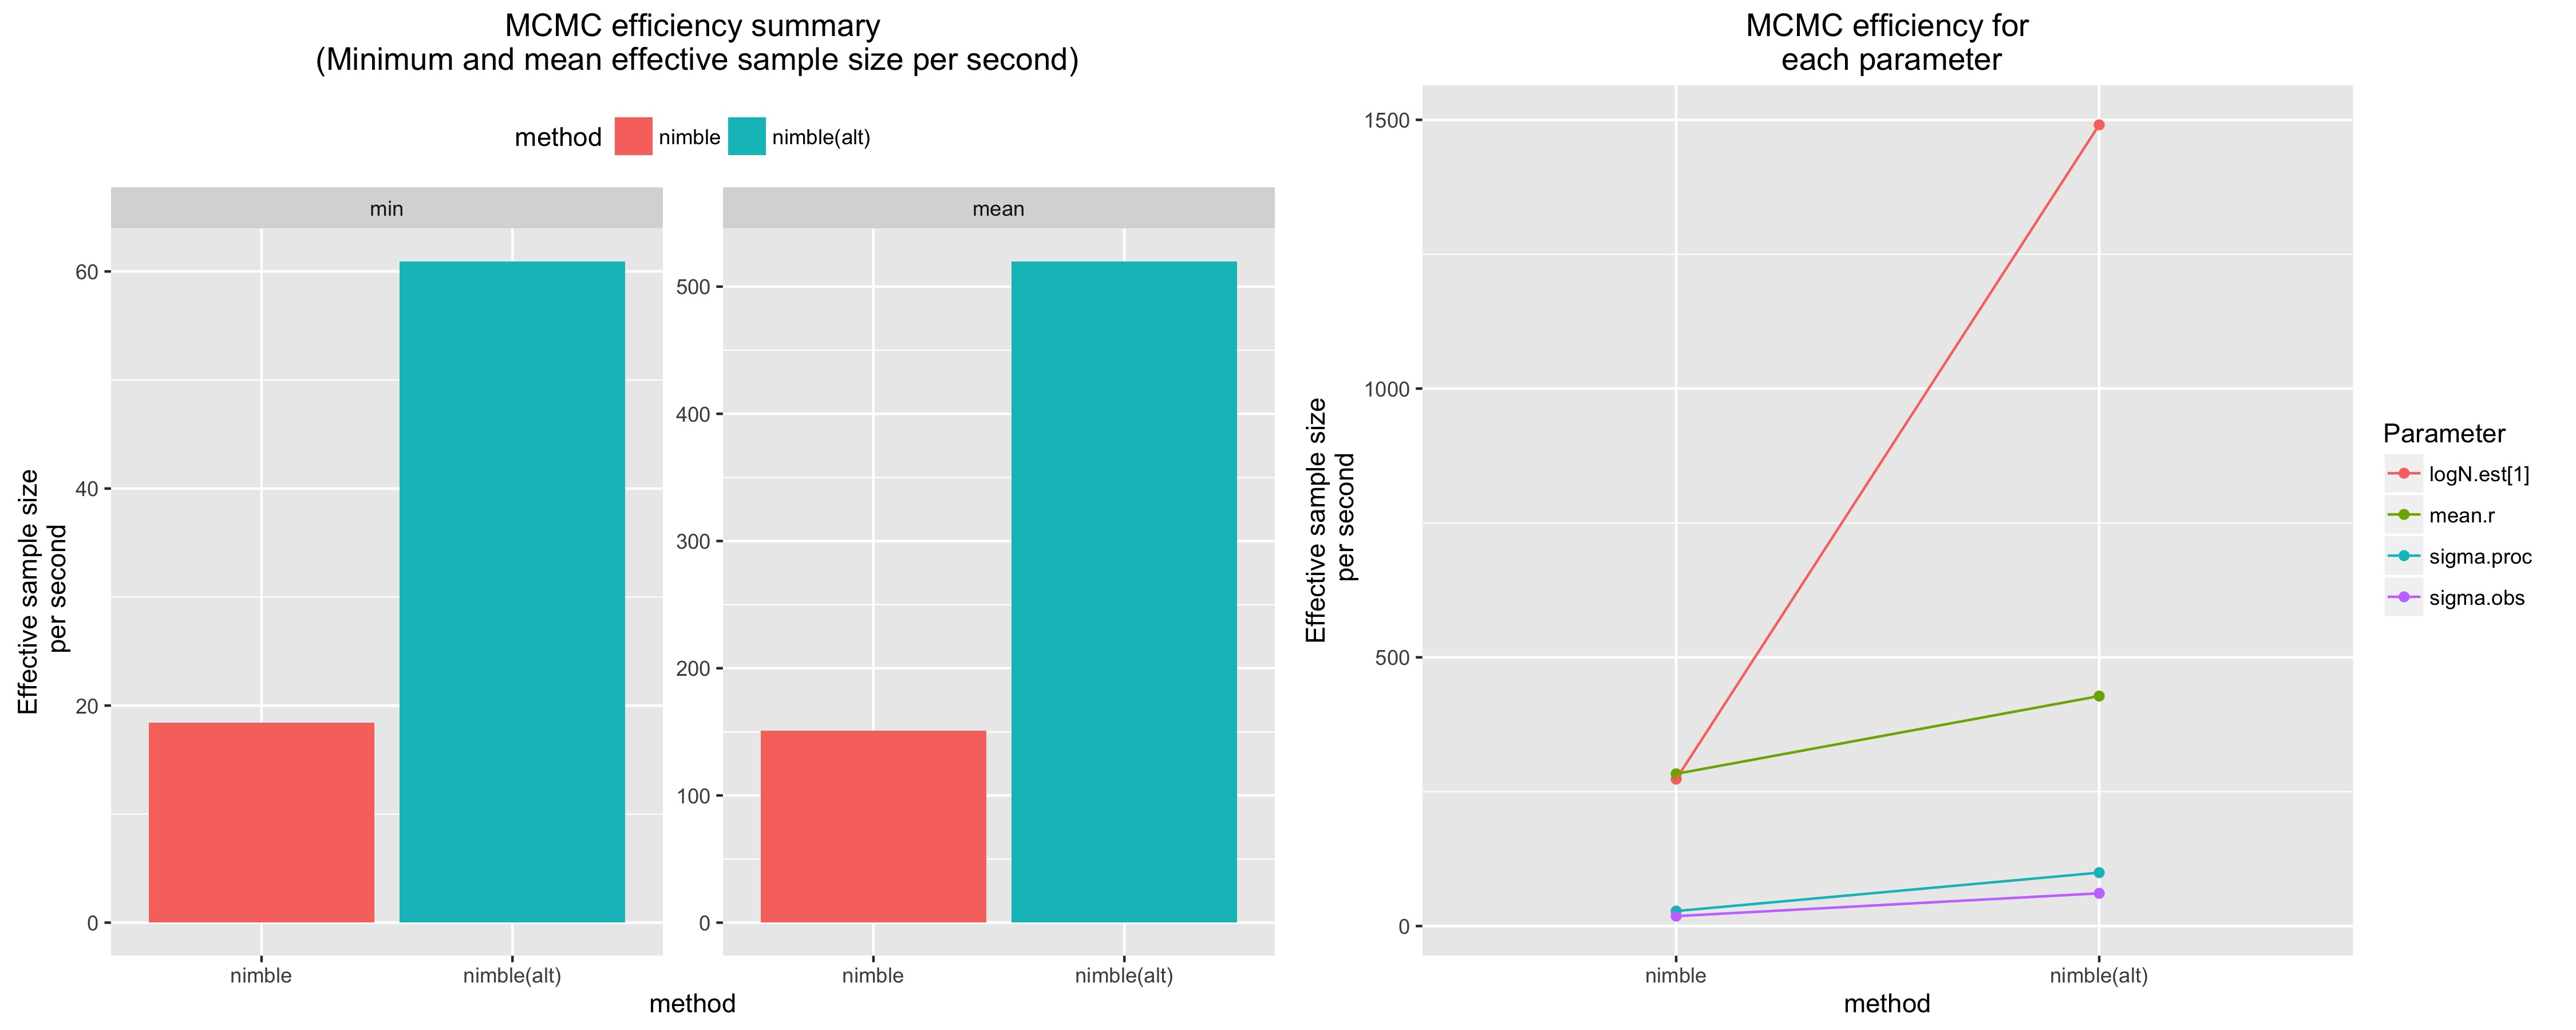 MCMC efficiency summary
(Minimum and mean effective sample size per second)
method nimble nimble(alt)
min
mean
Effective sample size
per second
60
40
20
0
500
400
300
200
100
0
nimble nimble(alt)
nimble nimble(alt)
method
MCMC efficiency for
each parameter
Effective sample size
per second
1500
1000
500
0
nimble nimble(alt)
method
Parameter
logN.est[1]
mean.r
sigma.proc
sigma.obs